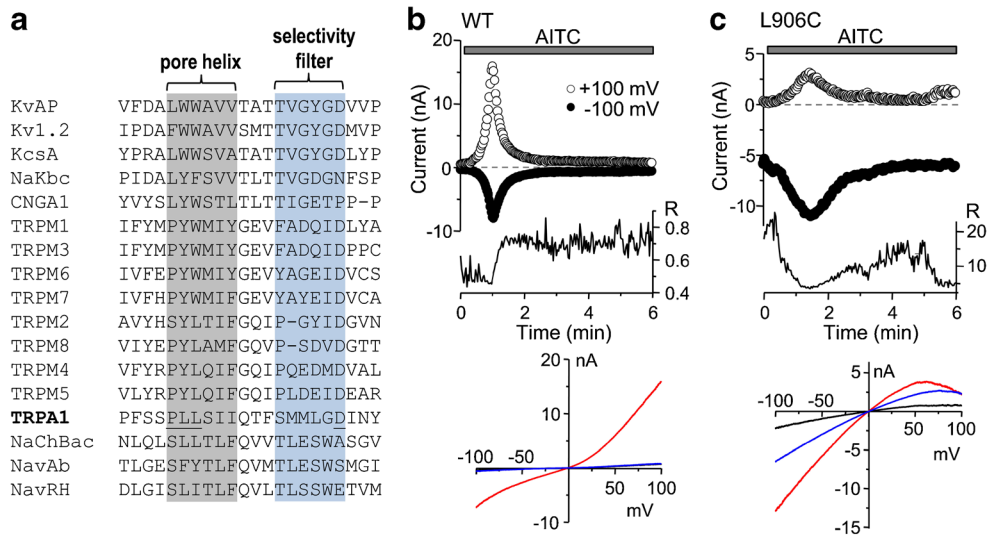 a
pore helix
selectivity
filter
KvAP VFDALWWAVVTATTVGYGDVVP
Kv1.2 IPDAFWWAVVSMTTVGYGDMVP
KcsA YPRALWWSVATATTVGYGDLYP
NaKbc PIDALYFSVVTLTTVGDGNFSP
CNGA1 YVYSLYWSTLTLTTIGETPP-P
TRPM1 IFYMPYWMIYGEVFADQIDLYA
TRPM3 IFYMPYWMIYGEVFADQIDPPC
TRPM6 IVFEPYWMIYGEVYAGEIDVCS
TRPM7 VFHPYWMIFGEVYAYEIDVCA
TRPM2 AVYHSYLTIFGQIP-GYIDGVN
TRPM8 VIYEPYLAMFGQVP-SDVDGTT
TRPM4 VFYRPYLQIFGQIPQEDMDVAL
TRPM5 VLYRPYLQIFGQIPLDEIDEAR
TRPA1 PFSSPLLSIIQTFSMMLGDINY
NaChBac NLQLSLLTLFQVVTLESWASGV
NavAb TLGESFYTLFQVMTLESWSMGI
NavRH DLGISLITLFQVLTLSSWETVM
b WT
AITC
20
10
0
-10
Current (nA)
+100 mV
-100 mV
R
0.8
0.6
0.4
0 2 4 6
Time (min)
20
nA
10
-100 -50
50 100
mV
-10
c L906C
AITC
5
0
-5
-10
Current (nA)
R
20
10
0 2 4 6
Time (min)
nA
5
-100 -50
50 100
mV
-5
-10
-15